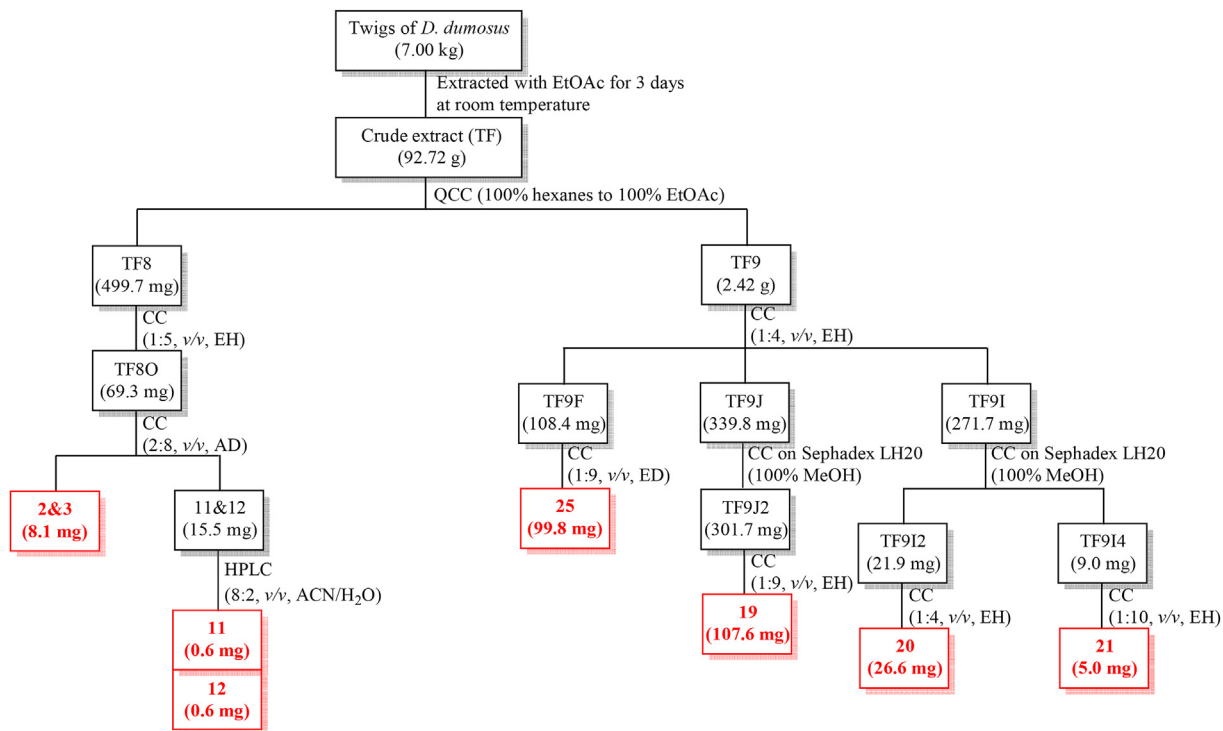 Twigs of D. dumosus
(7.00 kg)
Extracted with EtOAc for 3 days
at room temperature
Crude extract (TF)
(92.72 g)
QCC (100% hexanes to 100% EtOAc)
TF8
(499.7 mg)
CC
(1:5, v/v, EH)
TF8O
(69.3 mg)
CC
(2:8, v/v, AD)
2&3
(8.1 mg)
11&12
(15.5 mg)
HPLC
(8:2, v/v, ACN/H2O)
11
(0.6 mg)
12
(0.6 mg)
TF9
(2.42 g)
CC
(1:4, v/v, EH)
TF9F
(108.4 mg)
CC
(1:9, v/v, ED)
25
(99.8 mg)
TF9J
(339.8 mg)
CC on Sephadex LH20
(100% MeOH)
TF9J2
(301.7 mg)
CC
(1:9, v/v, EH)
19
(107.6 mg)
TF9I
(271.7 mg)
CC on Sephadex LH20
(100% MeOH)
TF9I2
(21.9 mg)
CC
(1:4, v/v, EH)
20
(26.6 mg)
TF9I4
(9.0 mg)
CC
(1:10, v/v, EH)
21
(5.0 mg)